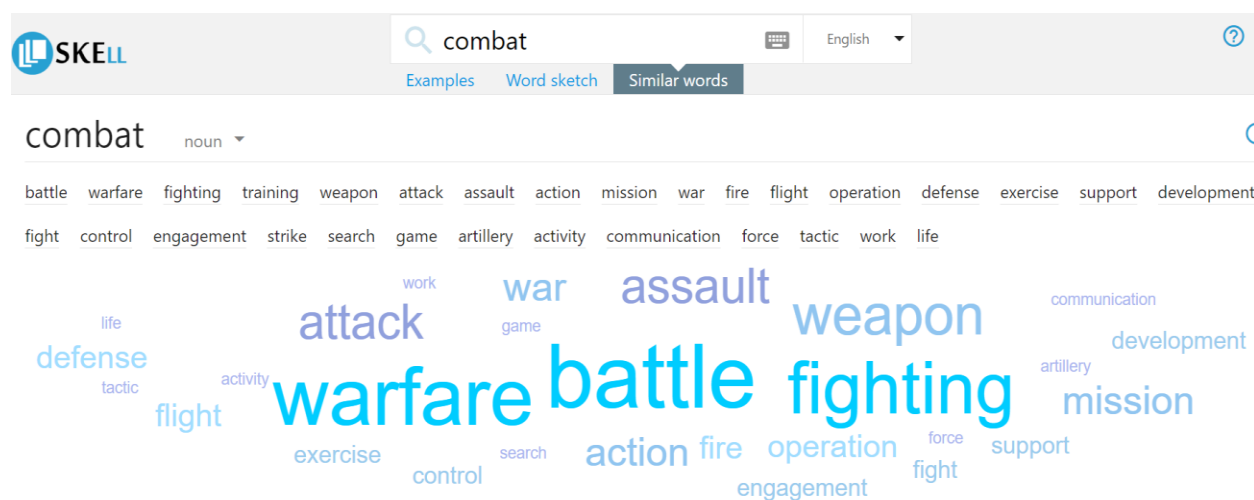 SKELL combat English
Examples Word sketch Similar words
combat noun
battle warfare fighting training weapon attack assault action mission war fire flight operation defense exercise support development
fight control engagement strike search game artillery activity communication force tactic work life
work war assault communication
life attack game weapon development
defense
tactic activity warfare battle fighting artillery mission
flight
exercise search action fire operation force support
control engagement fight